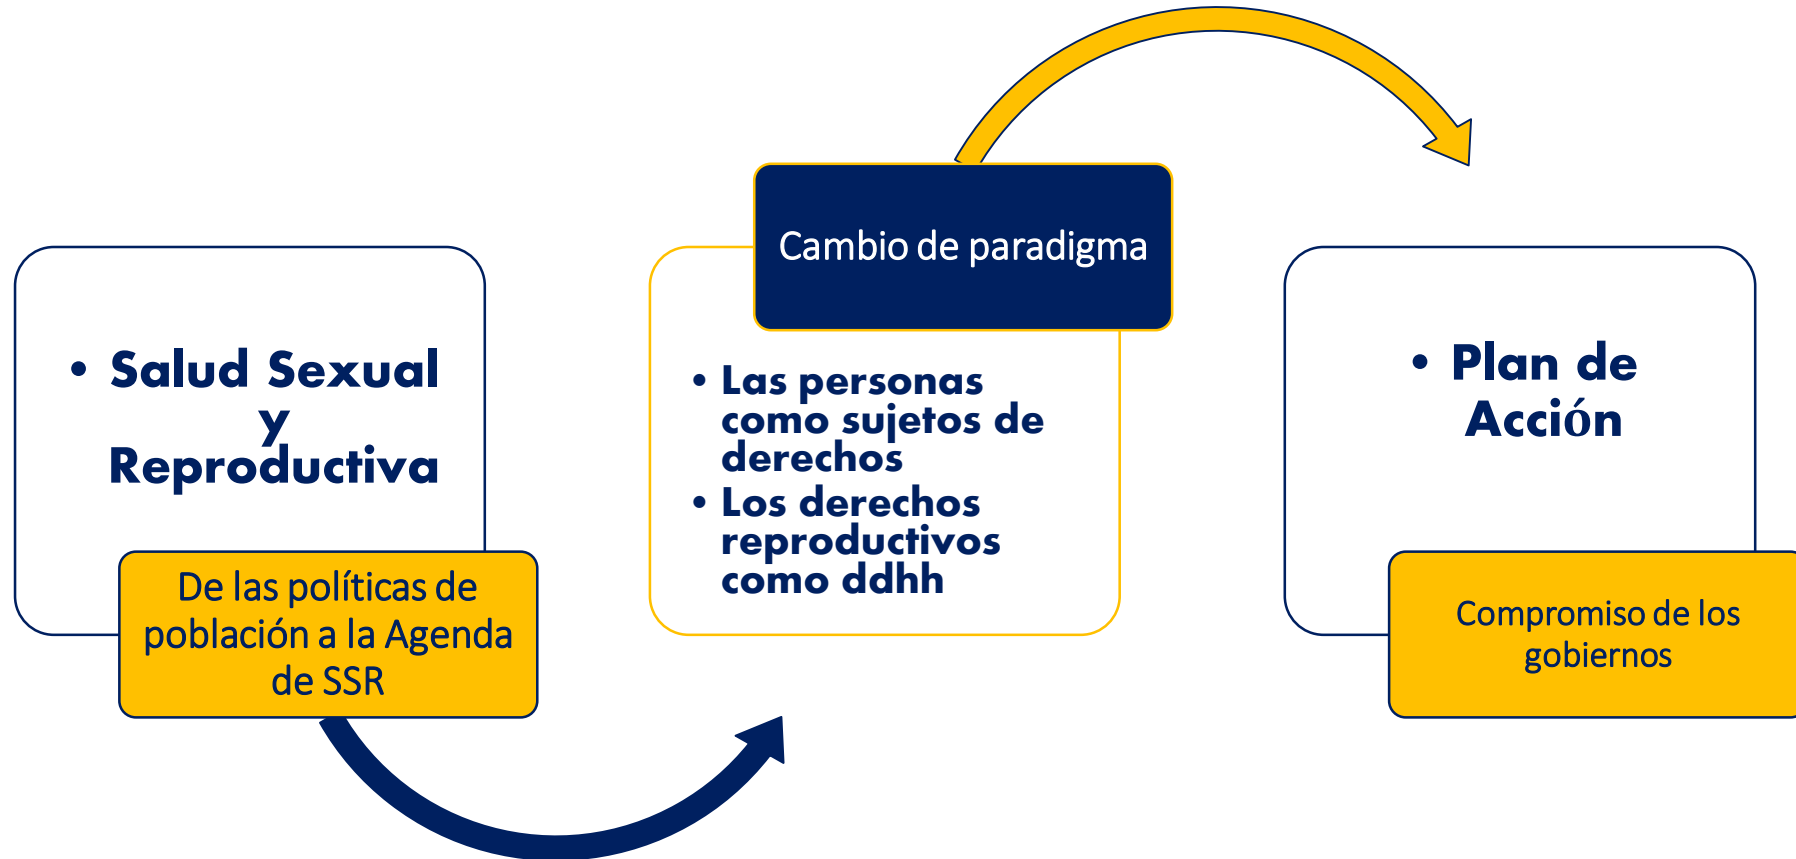 • Salud Sexual
y
Reproductiva
De las políticas de
población a la Agenda
de SSR
Cambio de paradigma
• Las personas
como sujetos de
derechos
• Los derechos
reproductivos
como ddhh
• Plan de
Acción
Compromiso de los
gobiernos